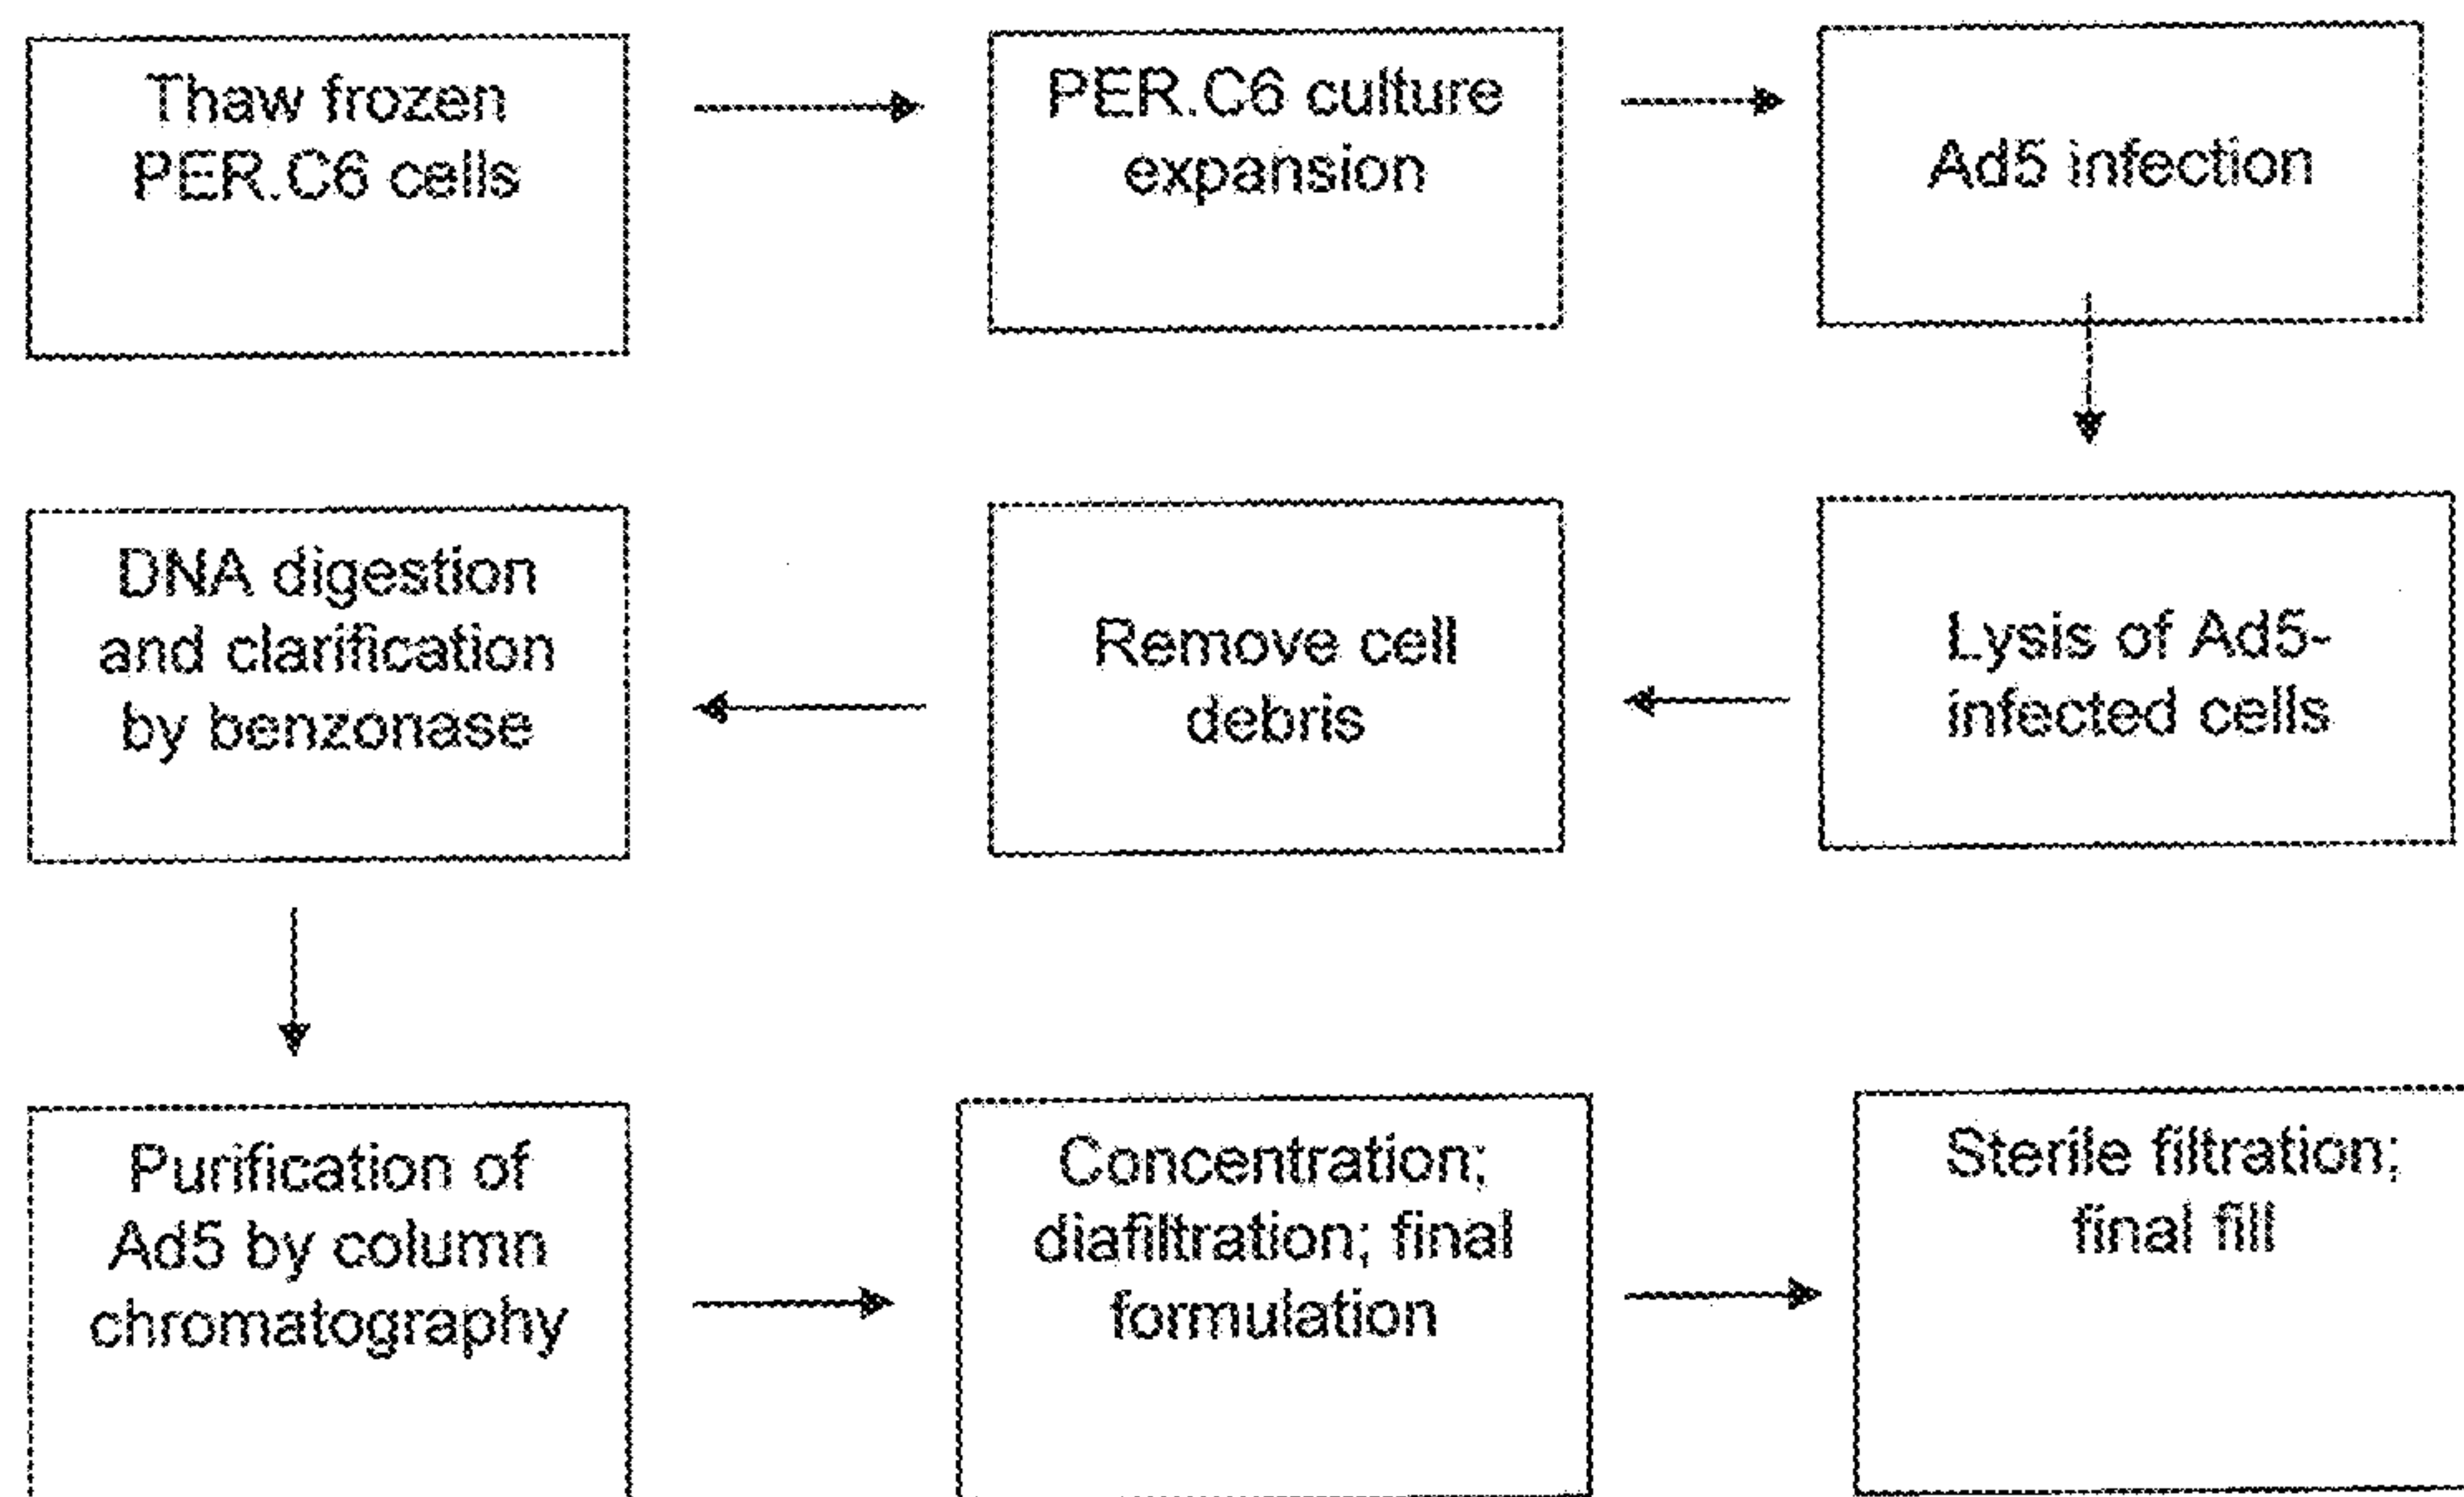 Thaw frozen
PER.C6 cells
PER.C6 culture
expansion
Ad5 infection
Lysis of Ad5-
infected cells
Remove cell
debris
DNA digestion
and clarification
by benzonase
Purification of
Ad5 by column
chromatography
Concentration;
diafiltration; final
formulation
Sterile filtration;
final fill